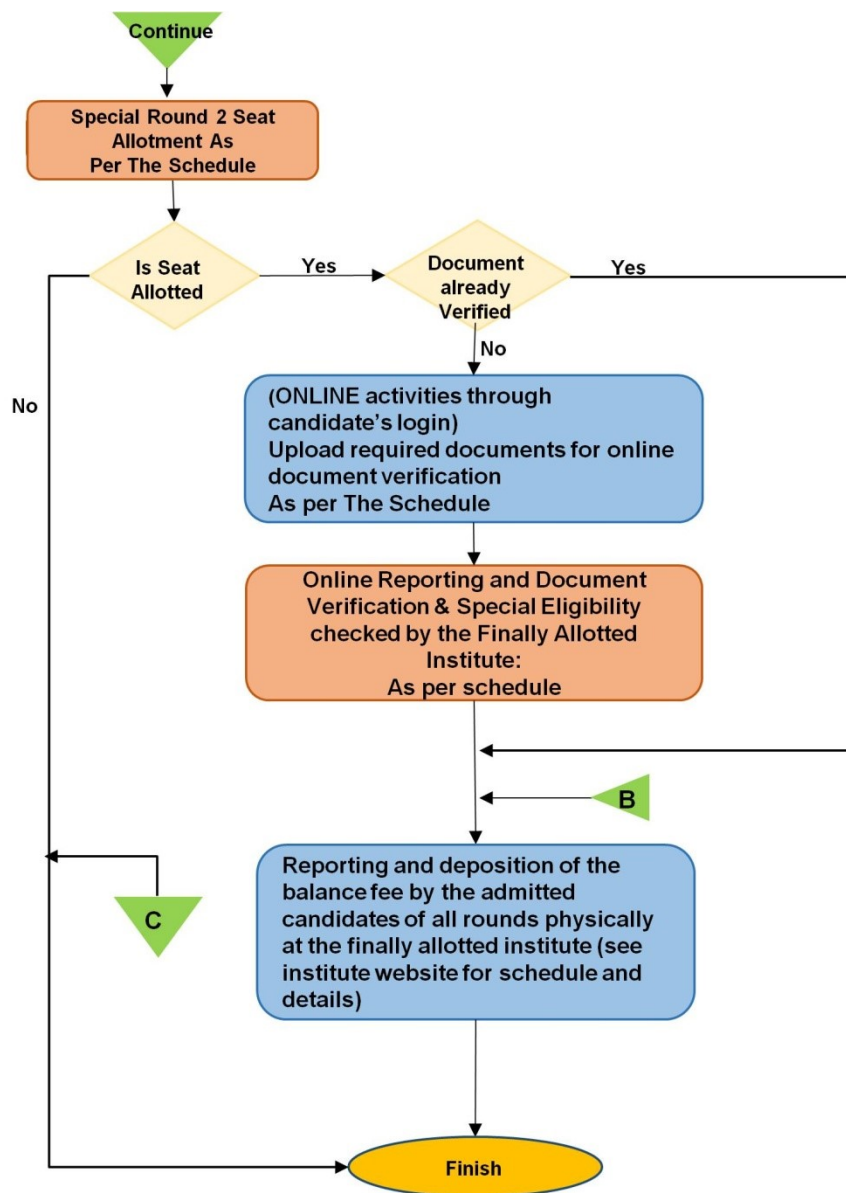 Continue
Special Round 2 Seat
Allotment As
Per The Schedule
Is Seat
Allotted
Yes
Document
already
Verified
Yes
No
No
(ONLINE activities through
candidate's login)
Upload required documents for online
document verification
As per The Schedule
Online Reporting and Document
Verification & Special Eligibility
checked by the Finally Allotted
Institute:
As per schedule
B
C
Reporting and deposition of the
balance fee by the admitted
candidates of all rounds physically
at the finally allotted institute (see
institute website for schedule and
details)
Finish